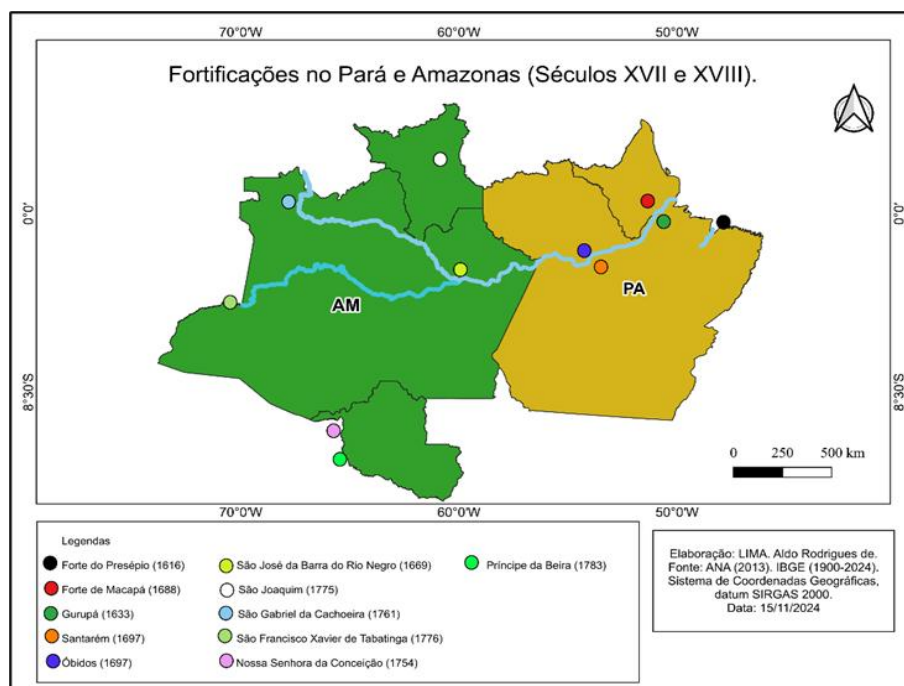 70°0'W 60°0'W 50°0'W
Fortificações no Pará e Amazonas (Séculos XVII e XVIII).
0°0' 0°0'
AM PA
8°30'S 8°30'S
0 250 500 km
70°0'W 60°0'W 50°0'W
Legendas
Forte do Presépio (1616)
Forte de Macapá (1688)
Gurupá (1633)
Santarém (1697)
Óbidos (1697)
São José da Barra do Rio Negro (1669)
São Joaquim (1775)
São Gabriel da Cachoeira (1761)
São Francisco Xavier de Tabatinga (1776)
Nossa Senhora da Conceição (1754)
Príncipe da Beira (1783)
Elaboração: LIMA. Aldo Rodrigues de.
Fonte: ANA (2013). IBGE (1900-2024).
Sistema de Coordenadas Geográficas,
datum SIRGAS 2000.
Data: 15/11/2024